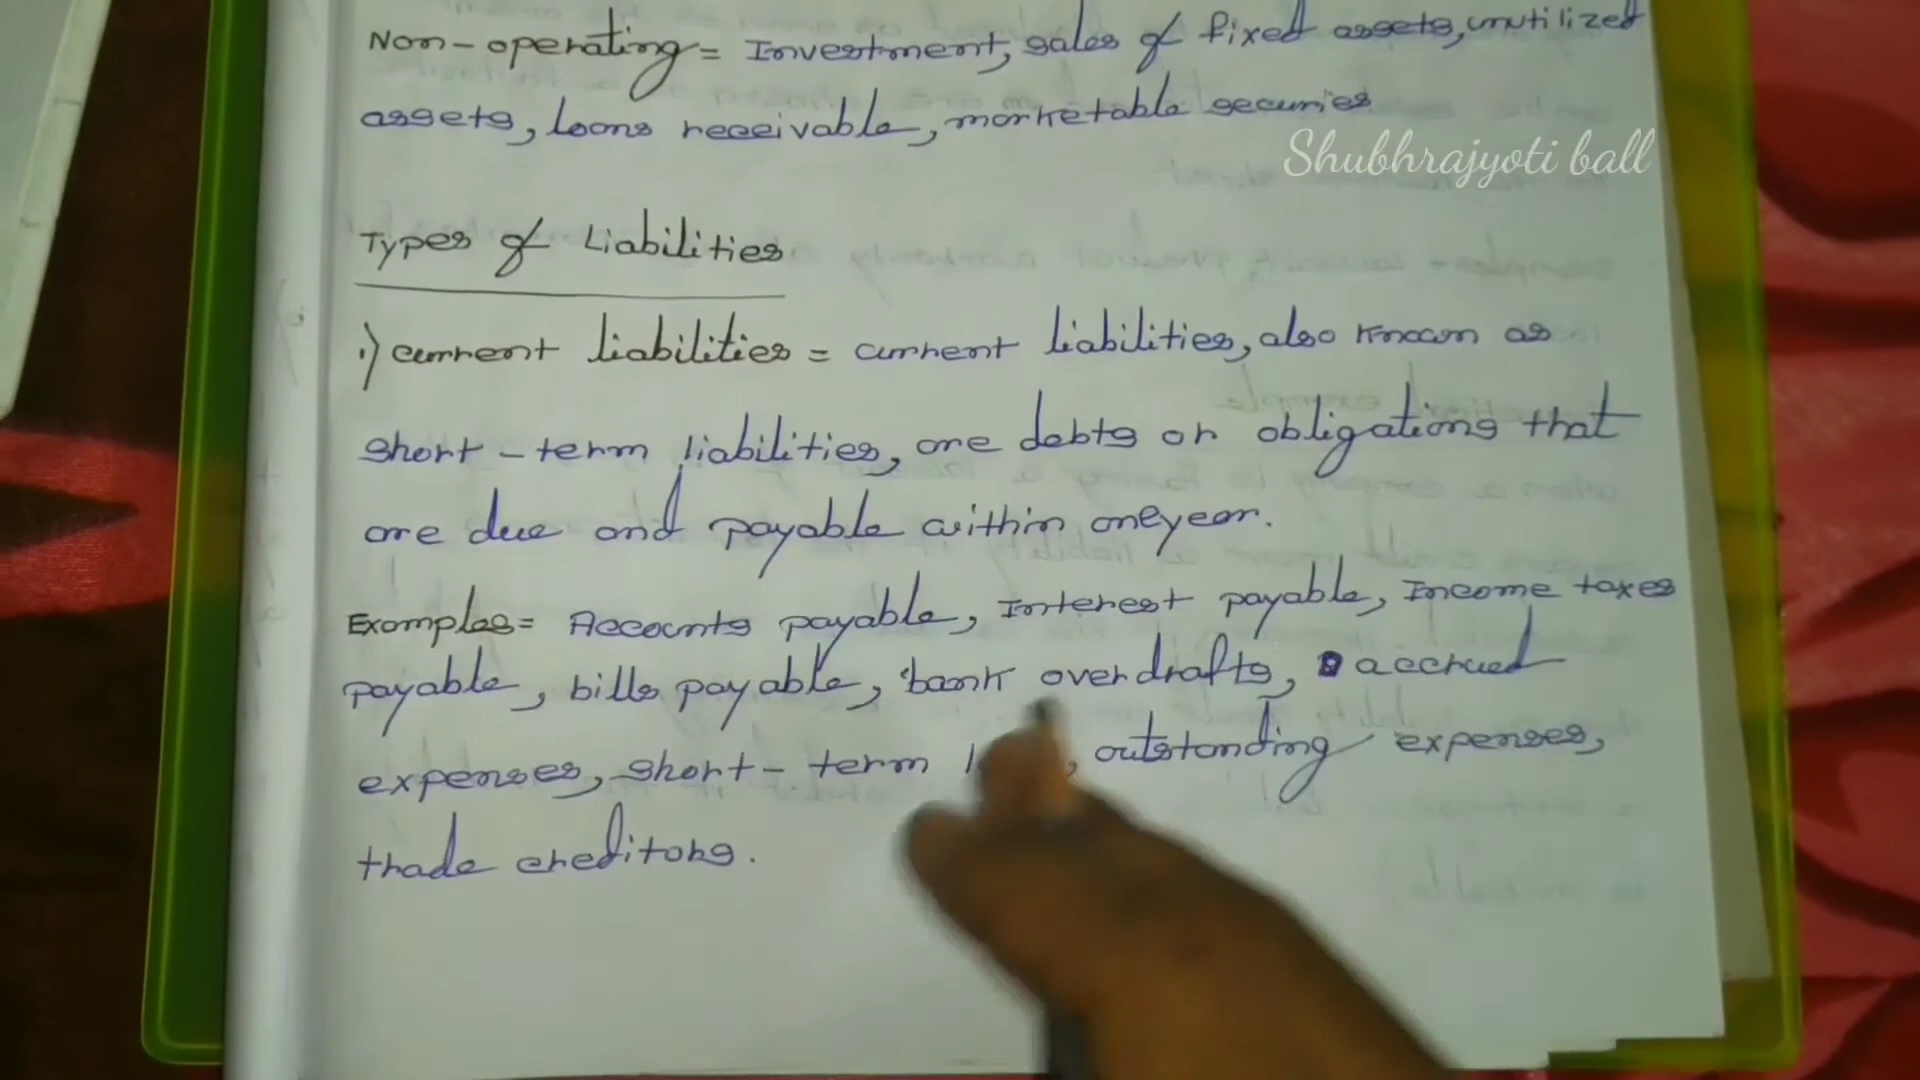 Non-operating = Investment, sales of fixed assets, unutilized
assets, loans receivable, marketable securies
Shubhrajyoti ball
Types of Liabilities
i) current liabilities = current liabilities, also known as
short-term liabilities, are debts or obligations that
are due and payable within oneyear.
Examples= Accounts payable, Interest payable, Income taxes
payable, bills payable, bank overdrafts, accrued
expenses, short-term , outstanding expenses,
trade creditors.